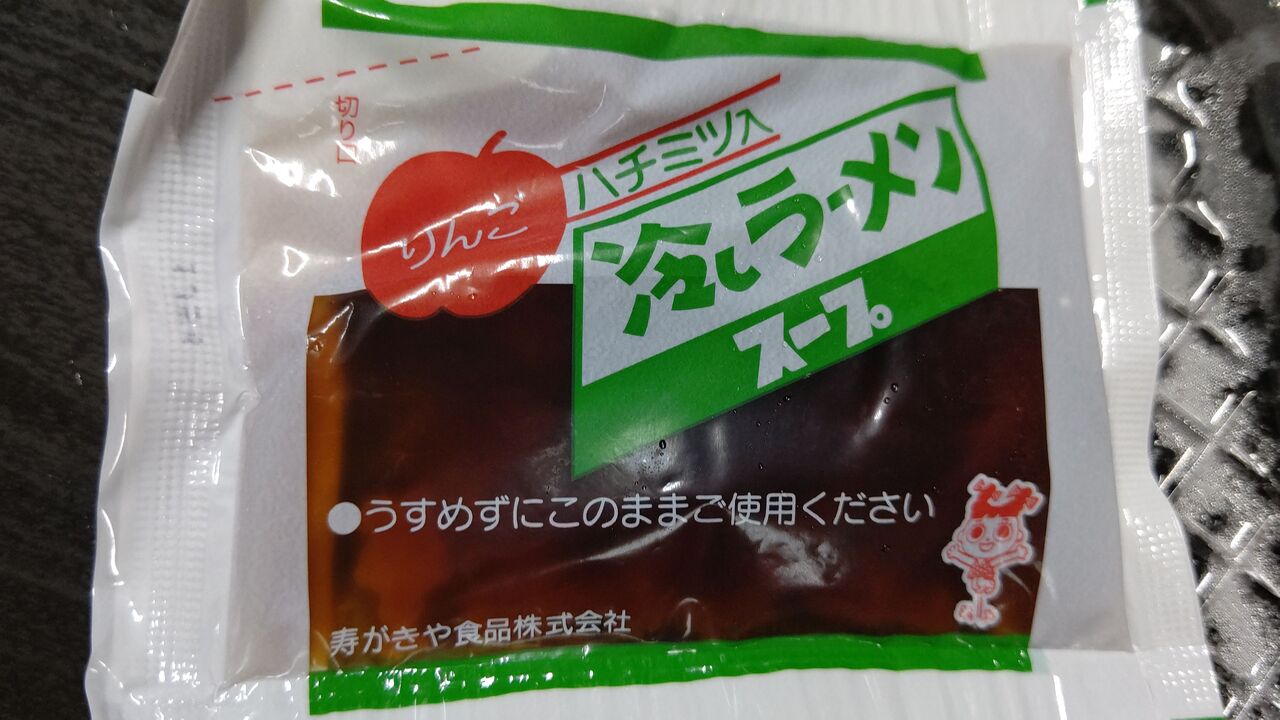 切り口
りんご
ハチミツ入
冷しラーメン
スープ
●うすめずにこのままご使用ください
寿がきや食品株式会社